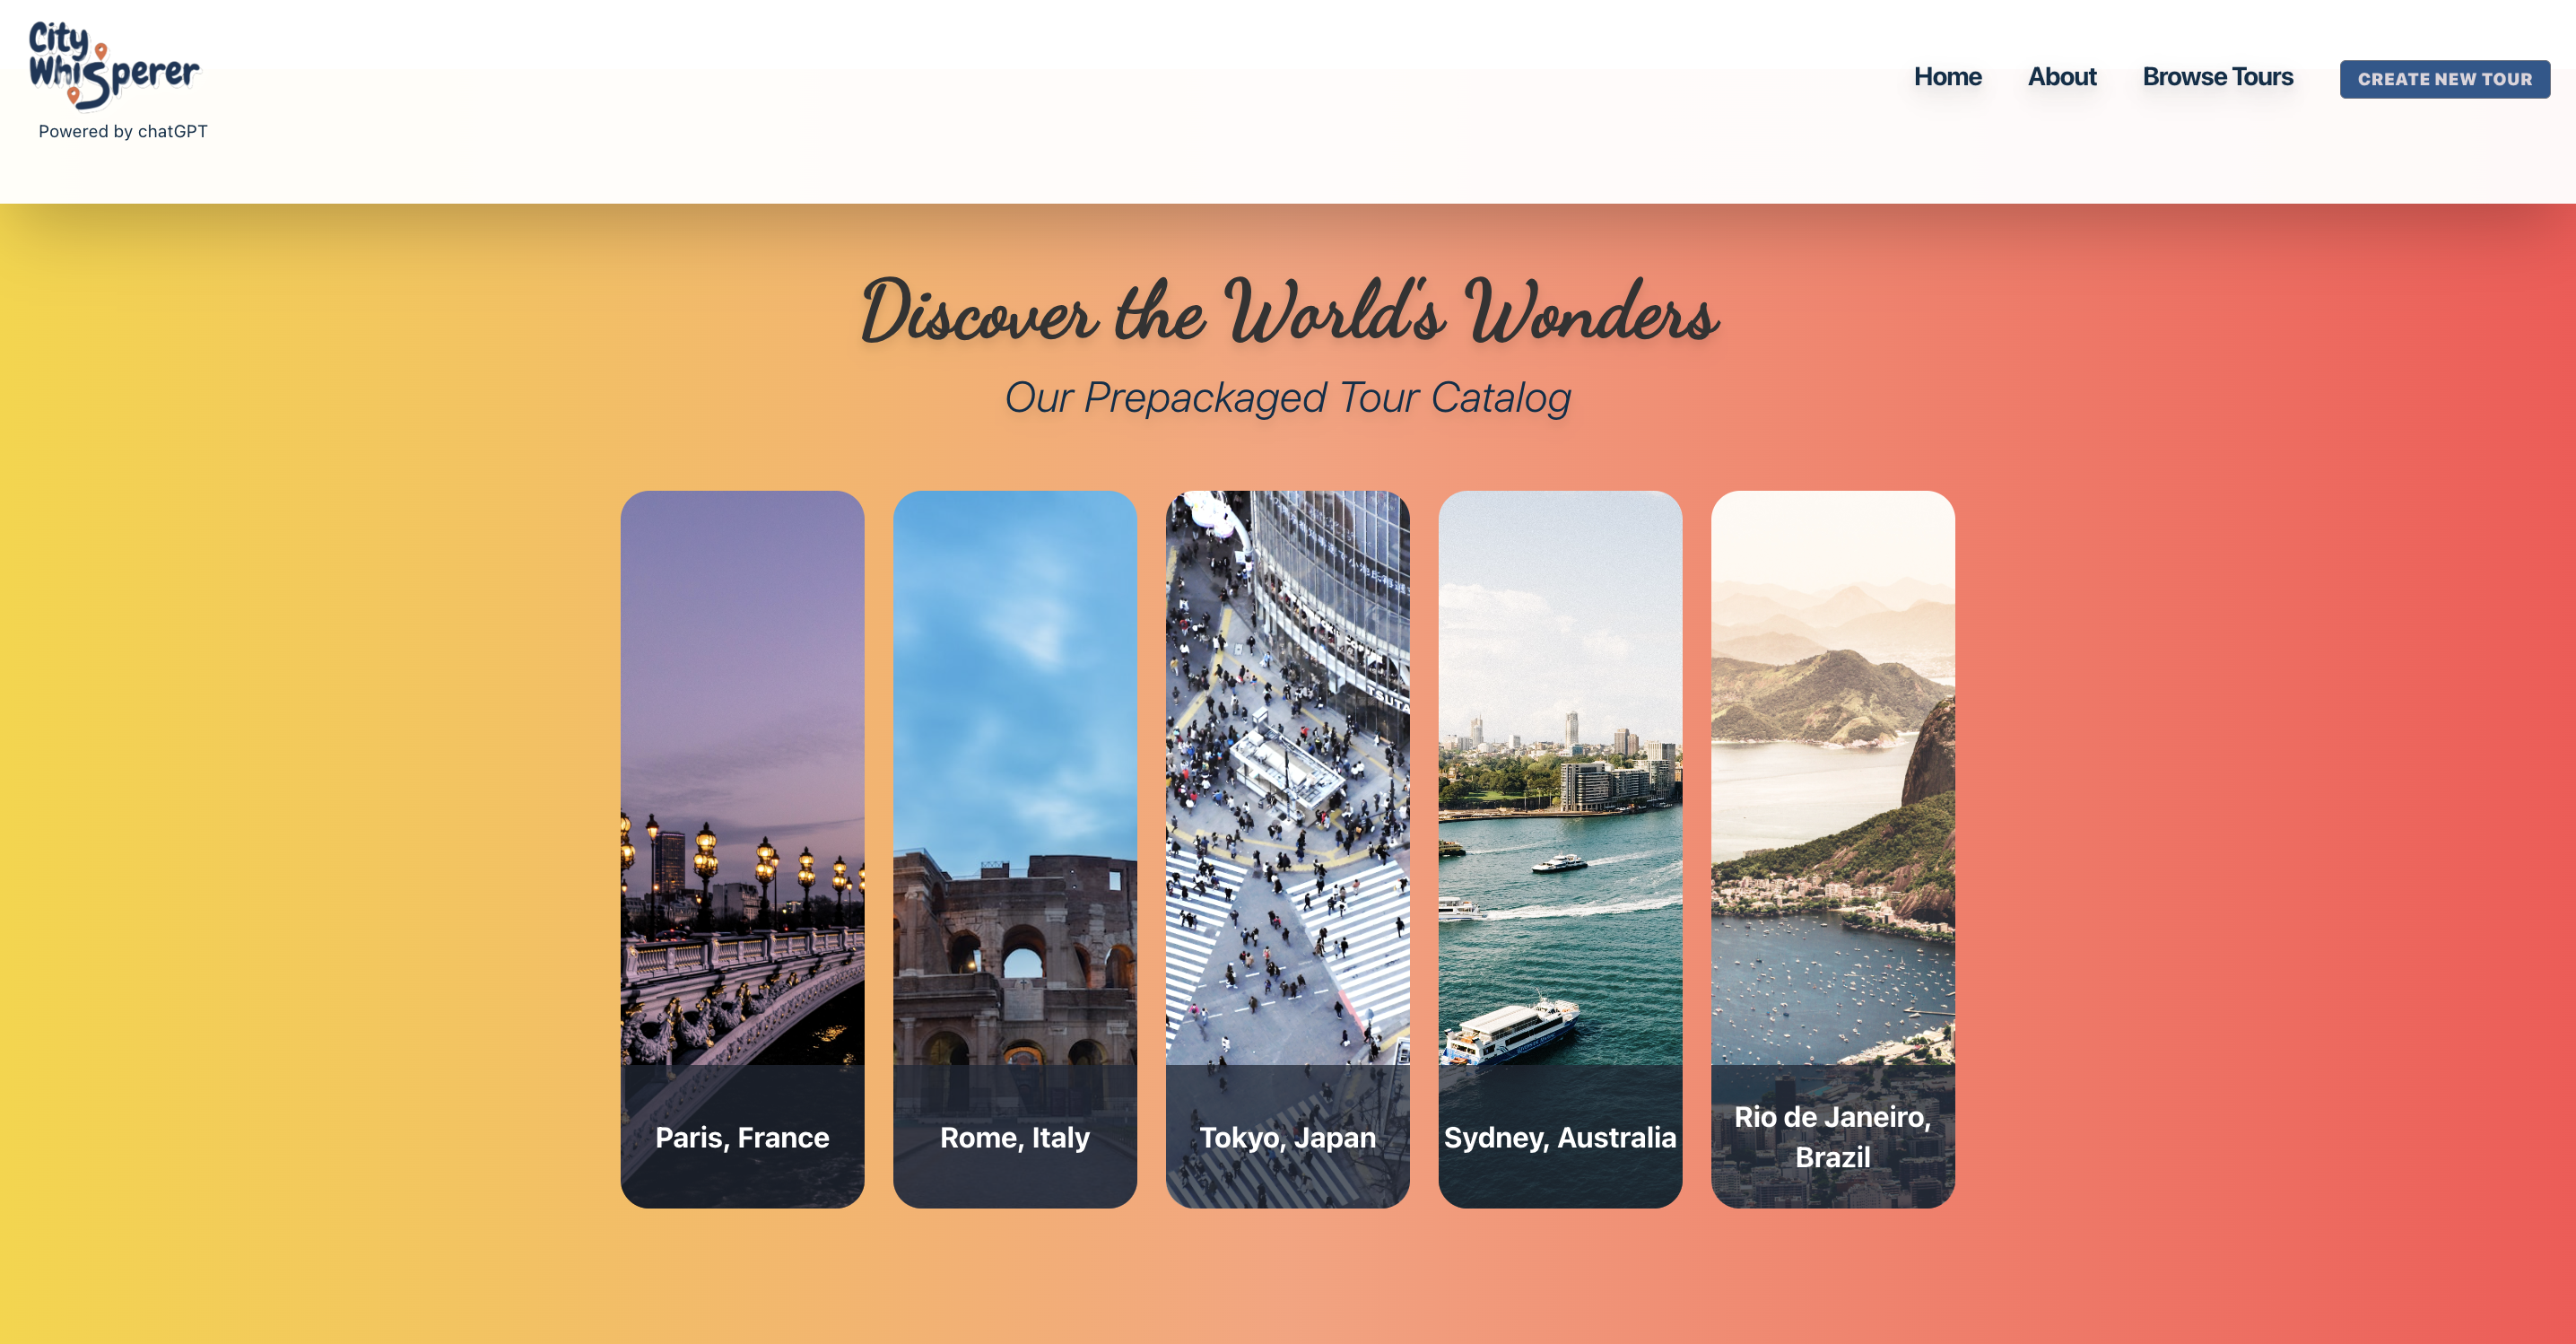 City
Whisperer
Powered by chatGPT
Home
About
Browse Tours
CREATE NEW TOUR
Discover the World's Wonders
Our Prepackaged Tour Catalog
Paris, France
Rome, Italy
Tokyo, Japan
Sydney, Australia
Rio de Janeiro,
Brazil